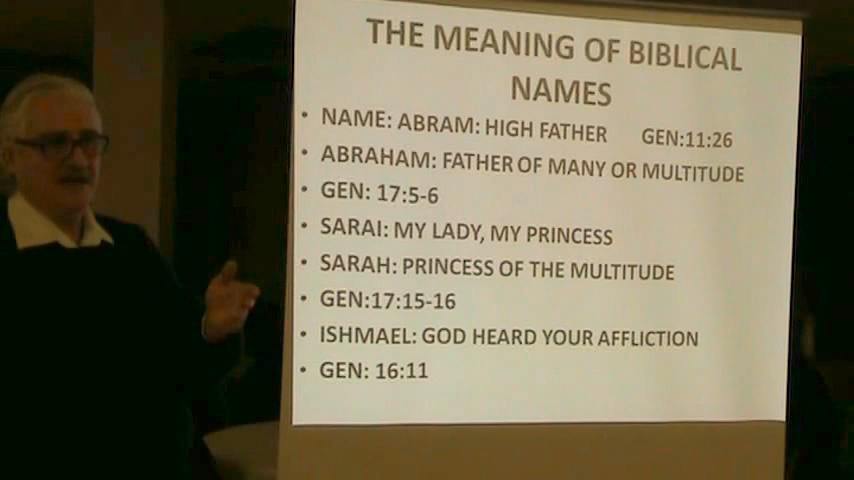 THE MEANING OF BIBLICAL
NAMES
• NAME: ABRAM: HIGH FATHER GEN:11:26
• ABRAHAM: FATHER OF MANY OR MULTITUDE
• GEN: 17:5-6
• SARAI: MY LADY, MY PRINCESS
• SARAH: PRINCESS OF THE MULTITUDE
• GEN:17:15-16
• ISHMAEL: GOD HEARD YOUR AFFLICTION
• GEN: 16:11